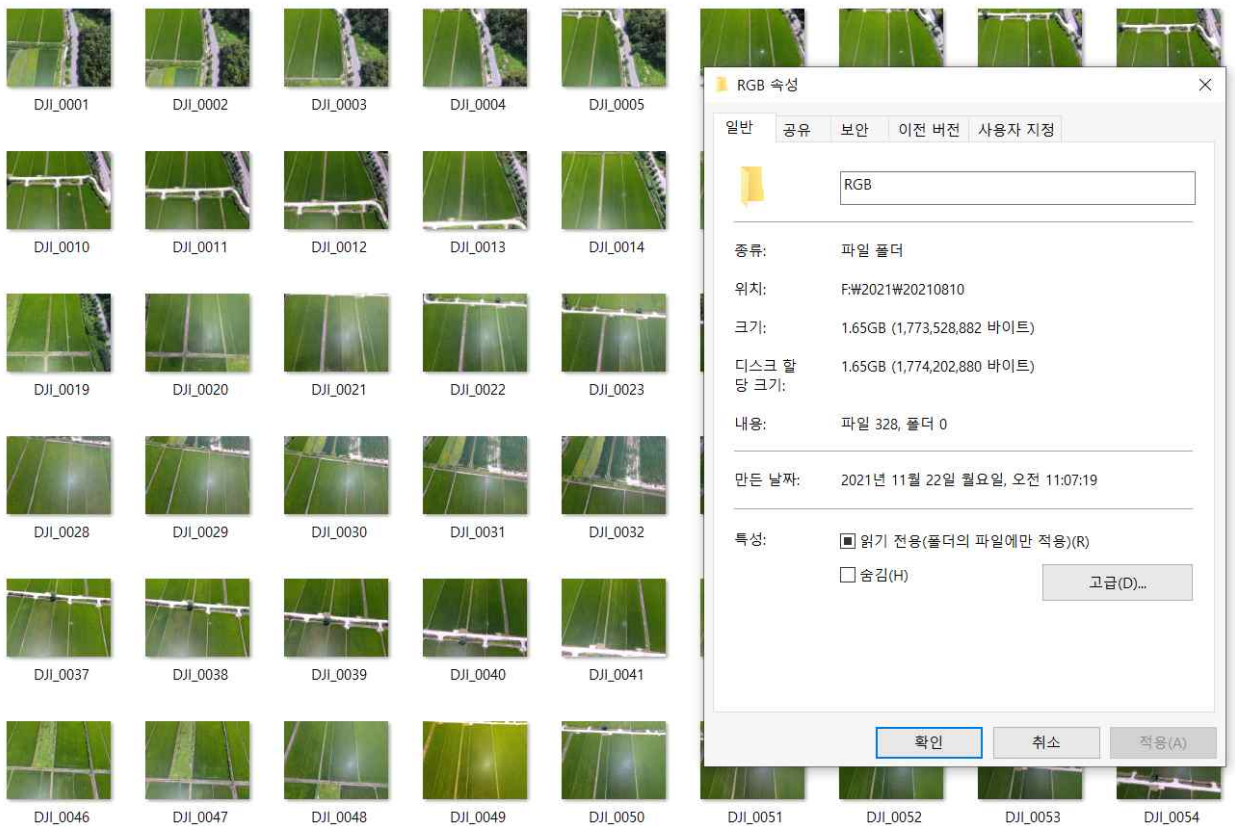 DJI_0001 DJI_0002 DJI_0003 DJI_0004 DJI_0005
RGB 속성
일반 공유 보안 이전 버전 사용자 지정
RGB
DJI_0010 DJI_0011 DJI_0012 DJI_0013 DJI_0014
종류: 파일 폴더
위치: F:₩2021₩20210810
크기: 1.65GB (1,773,528,882 바이트)
디스크 할
당 크기: 1.65GB (1,774,202,880 바이트)
DJI_0019 DJI_0020 DJI_0021 DJI_0022 DJI_0023
내용: 파일 328, 폴더 0
만든 날짜: 2021년 11월 22일 월요일, 오전 11:07:19
DJI_0028 DJI_0029 DJI_0030 DJI_0031 DJI_0032
특성: 읽기 전용(폴더의 파일에만 적용)(R)
숨김(H)
고급(D)...
DJI_0037 DJI_0038 DJI_0039 DJI_0040 DJI_0041
확인 취소 적용(A)
DJI_0046 DJI_0047 DJI_0048 DJI_0049 DJI_0050 DJI_0051 DJI_0052 DJI_0053 DJI_0054